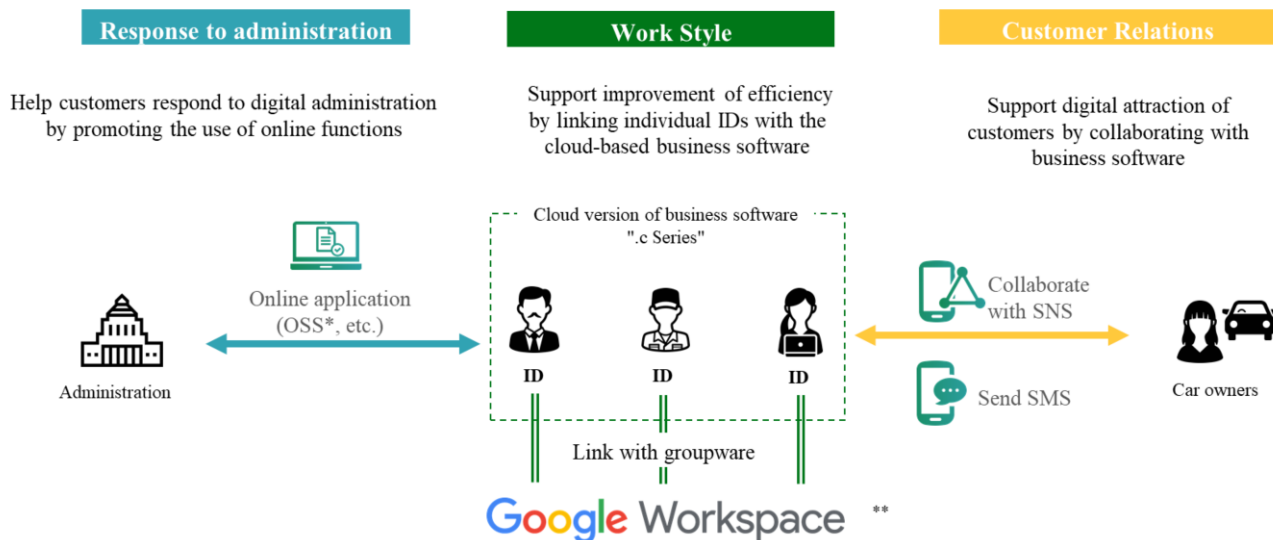 Response to administration
Work Style
Customer Relations
Help customers respond to digital administration
by promoting the use of online functions
Support improvement of efficiency
by linking individual IDs with the
cloud-based business software
Support digital attraction of
customers by collaborating with
business software
Cloud version of business software
".c Series"
Online application
(OSS*, etc.)
Administration
ID
ID
ID
Collaborate
with SNS
Send SMS
Car owners
Link with groupware
Google Workspace **